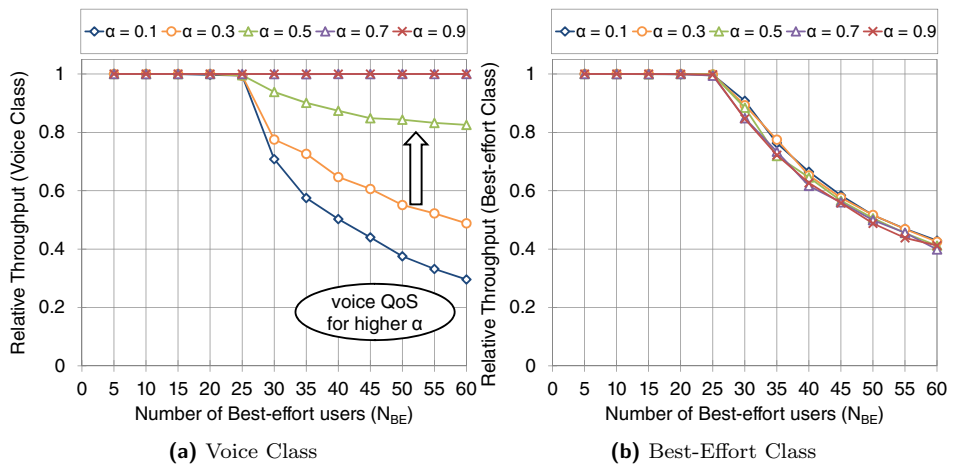 α = 0.1 α = 0.3 α = 0.5 α = 0.7 α = 0.9
Relative Throughput (Voice Class)
1
0.8
0.6
0.4
0.2
0
voice QoS
for higher α
0 5 10 15 20 25 30 35 40 45 50 55 60
Number of Best-effort users (N_BE)
(a) Voice Class
α = 0.1 α = 0.3 α = 0.5 α = 0.7 α = 0.9
Relative Throughput (Best-effort Class)
1
0.8
0.6
0.4
0.2
0
0 5 10 15 20 25 30 35 40 45 50 55 60
Number of Best-effort users (N_BE)
(b) Best-Effort Class